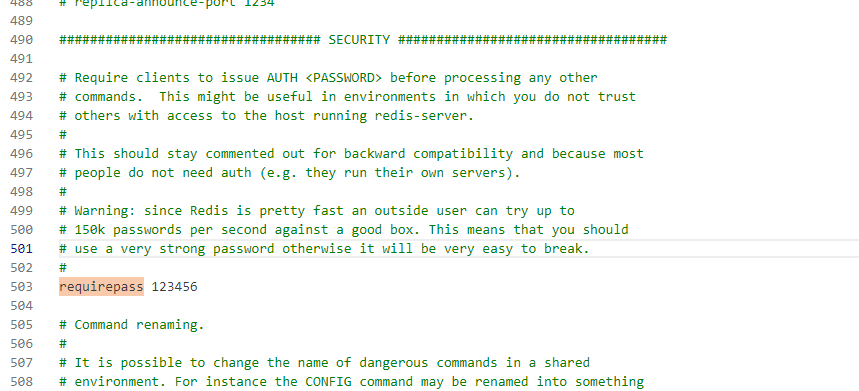 488 # replica-announce-port 1234
489
490 ################################## SECURITY ###################################
491
492 # Require clients to issue AUTH <PASSWORD> before processing any other
493 # commands.  This might be useful in environments in which you do not trust
494 # others with access to the host running redis-server.
495 #
496 # This should stay commented out for backward compatibility and because most
497 # people do not need auth (e.g. they run their own servers).
498 #
499 # Warning: since Redis is pretty fast an outside user can try up to
500 # 150k passwords per second against a good box. This means that you should
501 # use a very strong password otherwise it will be very easy to break.
502 #
503 requirepass 123456
504
505 # Command renaming.
506 #
507 # It is possible to change the name of dangerous commands in a shared
508 # environment. For instance the CONFIG command may be renamed into something